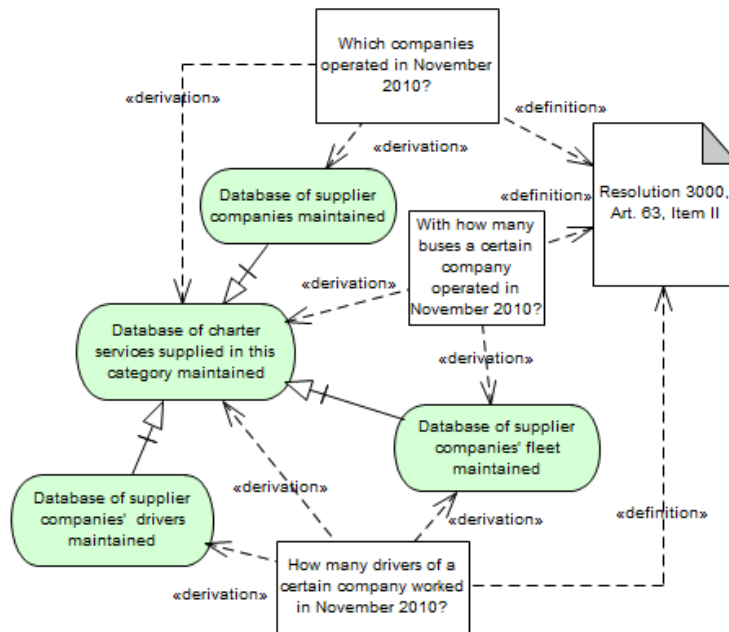 Which companies
operated in November
2010?
«derivation»
«definition»
«derivation»
Resolution 3000,
Art. 63, Item II
Database of supplier
companies maintained
«definition»
With how many
buses a certain
company
operated in
November 2010?
«derivation»
Database of charter
services supplied in this
category maintained
«derivation»
Database of supplier
companies' fleet
maintained
Database of supplier
companies'  drivers
maintained
«derivation»
«derivation»
«definition»
How many drivers of a
certain company worked
in November 2010?
«derivation»